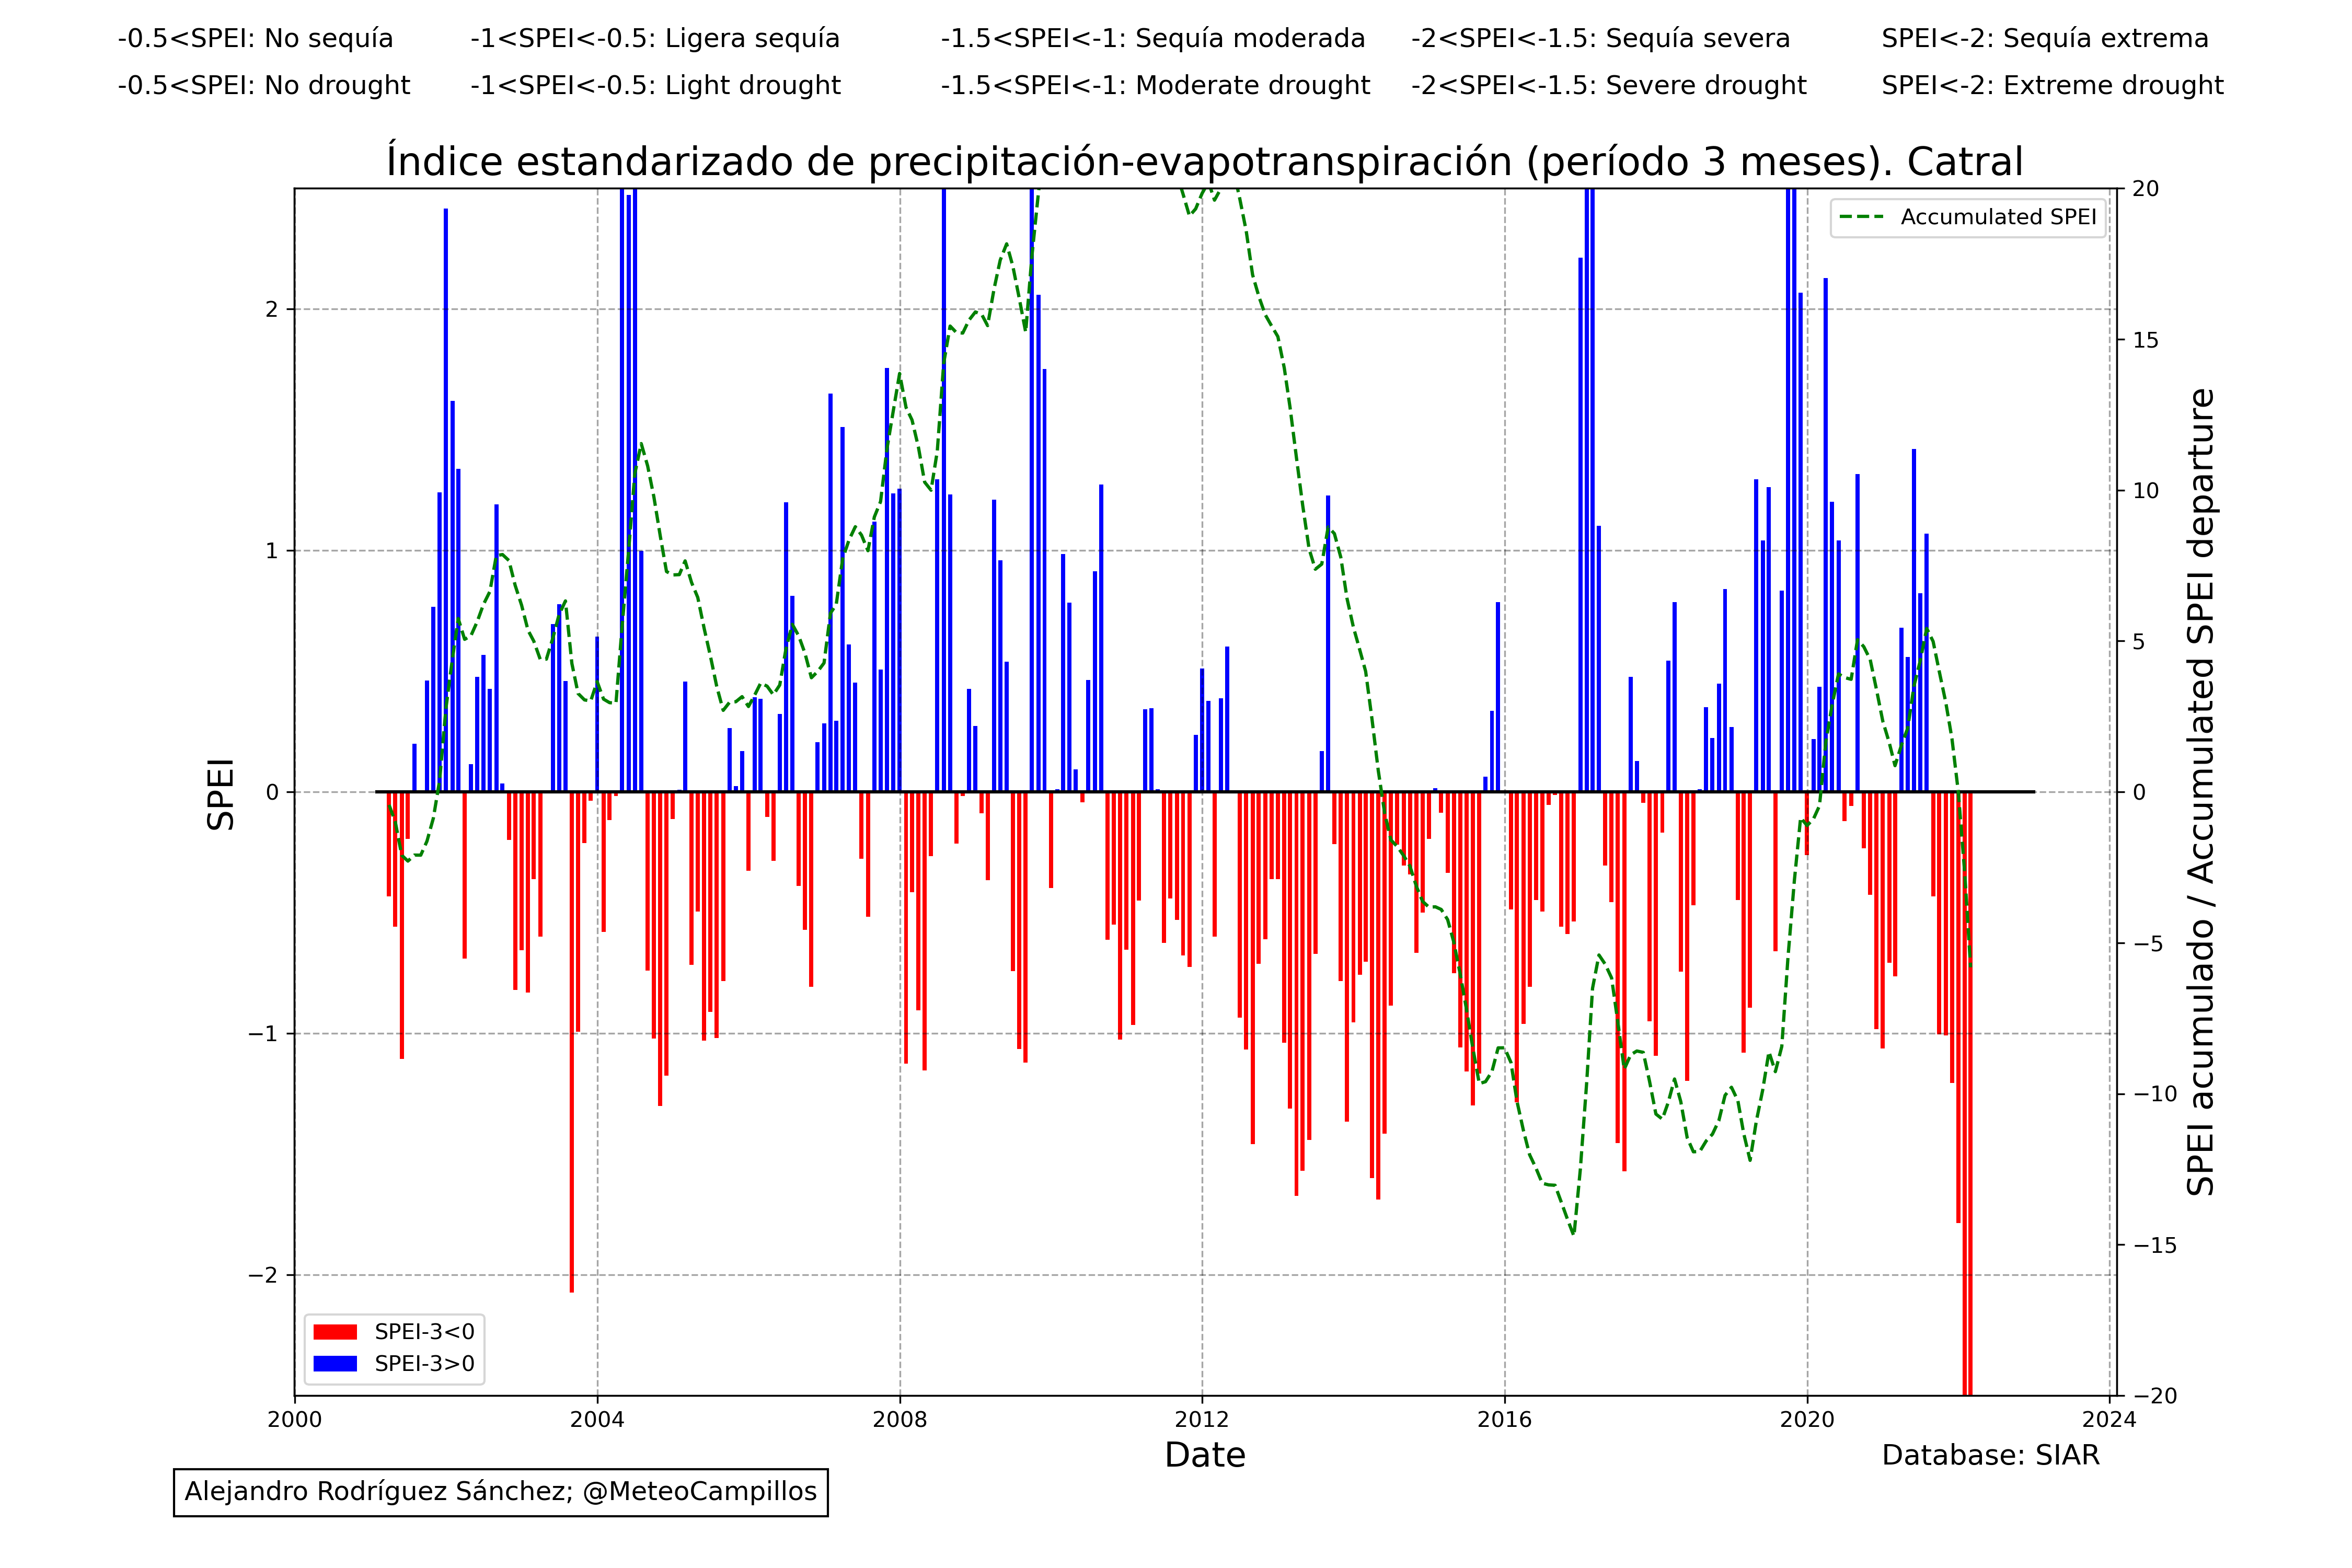 -0.5<SPEI: No sequía -1<SPEI<-0.5: Ligera sequía -1.5<SPEI<-1: Sequía moderada -2<SPEI<-1.5: Sequía severa SPEI<-2: Sequía extrema
-0.5<SPEI: No drought -1<SPEI<-0.5: Light drought -1.5<SPEI<-1: Moderate drought -2<SPEI<-1.5: Severe drought SPEI<-2: Extreme drought
Índice estandarizado de precipitación-evapotranspiración (período 3 meses). Catral
Accumulated SPEI
SPEI
2
1
0
−1
−2
20
15
10
5
0
−5
−10
−15
−20
SPEI acumulado / Accumulated SPEI departure
SPEI-3<0
SPEI-3>0
2000 2004 2008 2012 2016 2020 2024
Date
Database: SIAR
Alejandro Rodríguez Sánchez; @MeteoCampillos